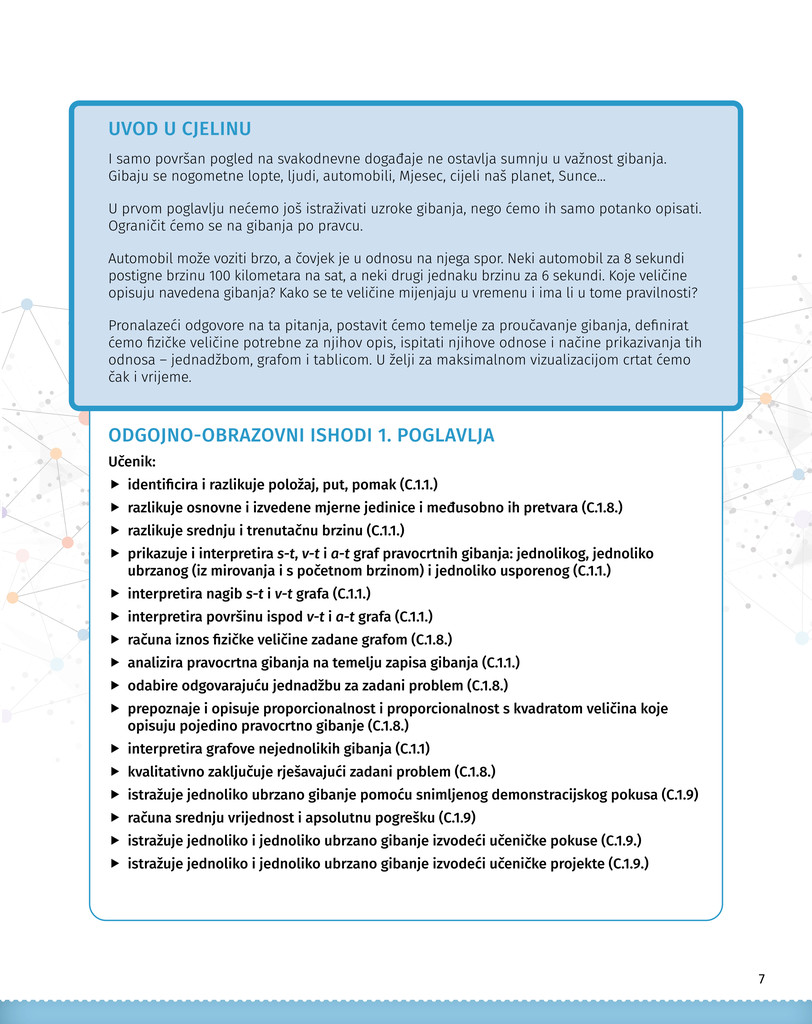 UVOD U CJELINU
I samo površan pogled na svakodnevne događaje ne ostavlja sumnju u važnost gibanja.
Gibaju se nogometne lopte, ljudi, automobili, Mjesec, cijeli naš planet, Sunce...
U prvom poglavlju nećemo još istraživati uzroke gibanja, nego ćemo ih samo potanko opisati.
Ograničit ćemo se na gibanja po pravcu.
Automobil može voziti brzo, a čovjek je u odnosu na njega spor. Neki automobil za 8 sekundi
postigne brzinu 100 kilometara na sat, a neki drugi jednaku brzinu za 6 sekundi. Koje veličine
opisuju navedena gibanja? Kako se te veličine mijenjaju u vremenu i ima li u tome pravilnosti?
Pronalazeći odgovore na ta pitanja, postavit ćemo temelje za proučavanje gibanja, definirat
ćemo fizičke veličine potrebne za njihov opis, ispitati njihove odnose i načine prikazivanja tih
odnosa – jednadžbom, grafom i tablicom. U želji za maksimalnom vizualizacijom crtat ćemo
čak i vrijeme.
ODGOJNO-OBRAZOVNI ISHODI 1. POGLAVLJA
Učenik:
► identificira i razlikuje položaj, put, pomak (C.1.1.)
► razlikuje osnovne i izvedene mjerne jedinice i međusobno ih pretvara (C.1.8.)
► razlikuje srednju i trenutačnu brzinu (C.1.1.)
► prikazuje i interpretira s-t, v-t i a-t graf pravocrtnih gibanja: jednolikog, jednoliko
ubrzanog (iz mirovanja i s početnom brzinom) i jednoliko usporenog (C.1.1.)
► interpretira nagib s-t i v-t grafa (C.1.1.)
► interpretira površinu ispod v-t i a-t grafa (C.1.1.)
► računa iznos fizičke veličine zadane grafom (C.1.8.)
► analizira pravocrtna gibanja na temelju zapisa gibanja (C.1.1.)
► odabire odgovarajuću jednadžbu za zadani problem (C.1.8.)
► prepoznaje i opisuje proporcionalnost i proporcionalnost s kvadratom veličina koje
opisuju pojedino pravocrtno gibanje (C.1.8.)
► interpretira grafove nejednolikih gibanja (C.1.1)
► kvalitativno zaključuje rješavajući zadani problem (C.1.8.)
► istražuje jednoliko ubrzano gibanje pomoću snimljenog demonstracijskog pokusa (C.1.9)
► računa srednju vrijednost i apsolutnu pogrešku (C.1.9)
► istražuje jednoliko i jednoliko ubrzano gibanje izvodeći učeničke pokuse (C.1.9.)
► istražuje jednoliko i jednoliko ubrzano gibanje izvodeći učeničke projekte (C.1.9.)
7